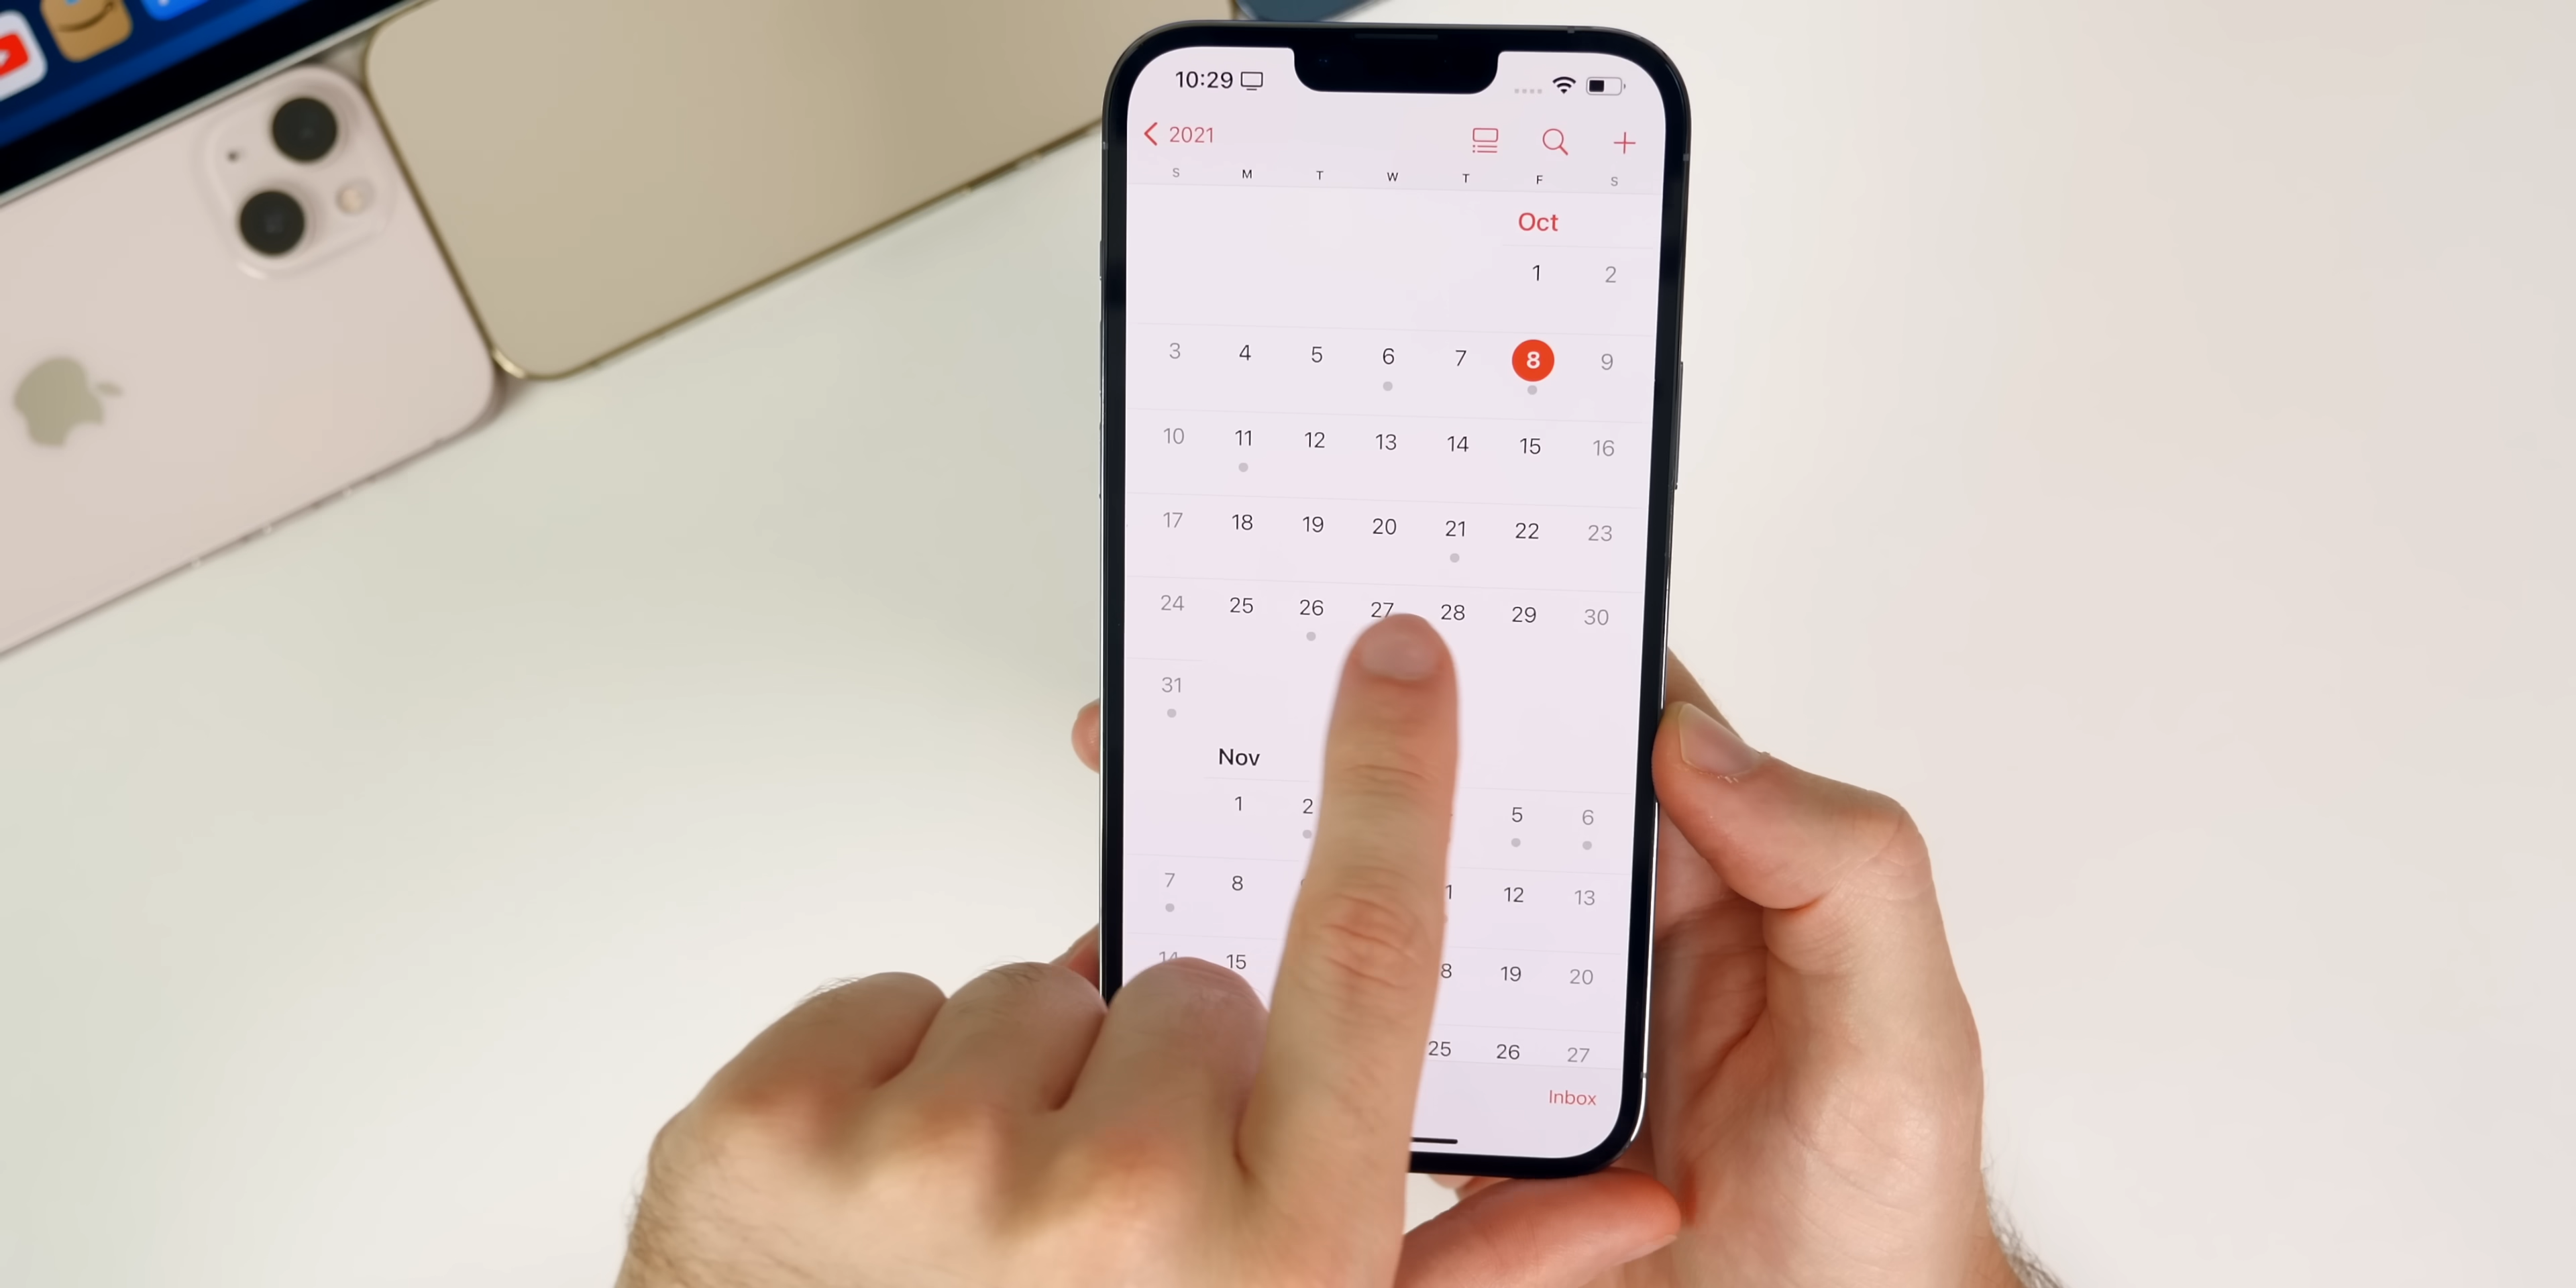 10:29
2021
S M T W T F S
Oct
1 2
3 4 5 6 7 8 9
10 11 12 13 14 15 16
17 18 19 20 21 22 23
24 25 26 27 28 29 30
31
Nov
1 2 5 6
7 8 12 13
14 15 19 20
25 26 27
Inbox